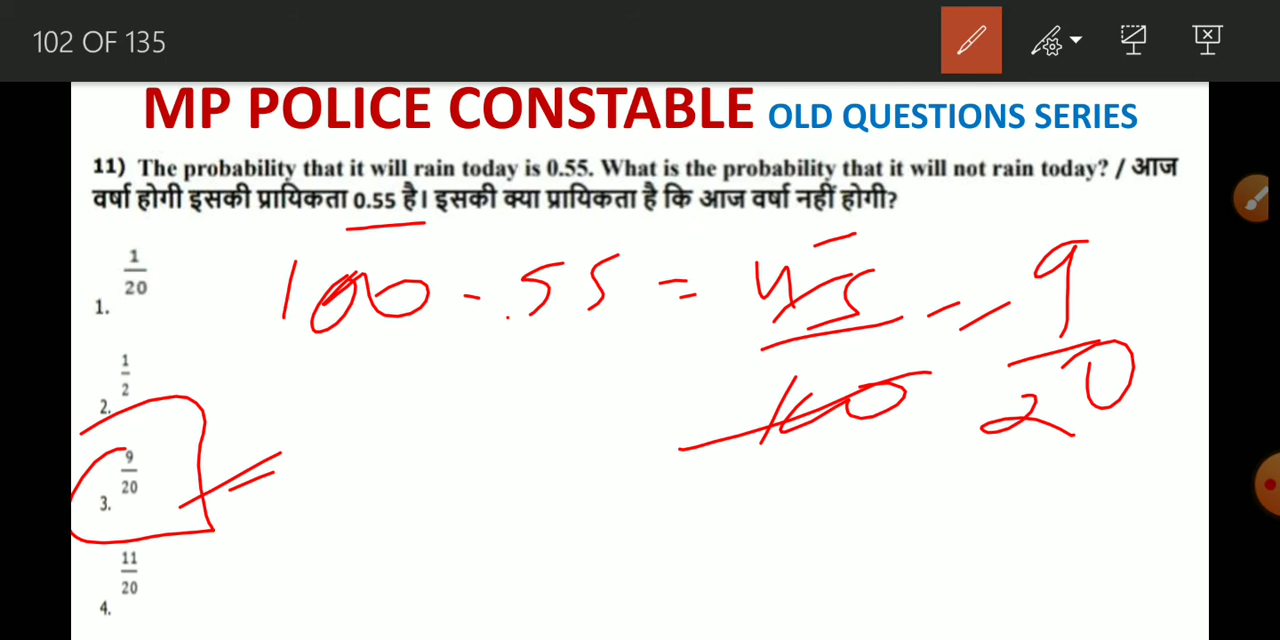 102 OF 135
MP POLICE CONSTABLE OLD QUESTIONS SERIES
11) The probability that it will rain today is 0.55. What is the probability that it will not rain today? / आज
वर्षा होगी इसकी प्रायिकता 0.55 है। इसकी क्या प्रायिकता है कि आज वर्षा नहीं होगी?
100 - .55 = 45/100 = 9/20
1. 1/20
2. 1/2
3. 9/20
4. 11/20